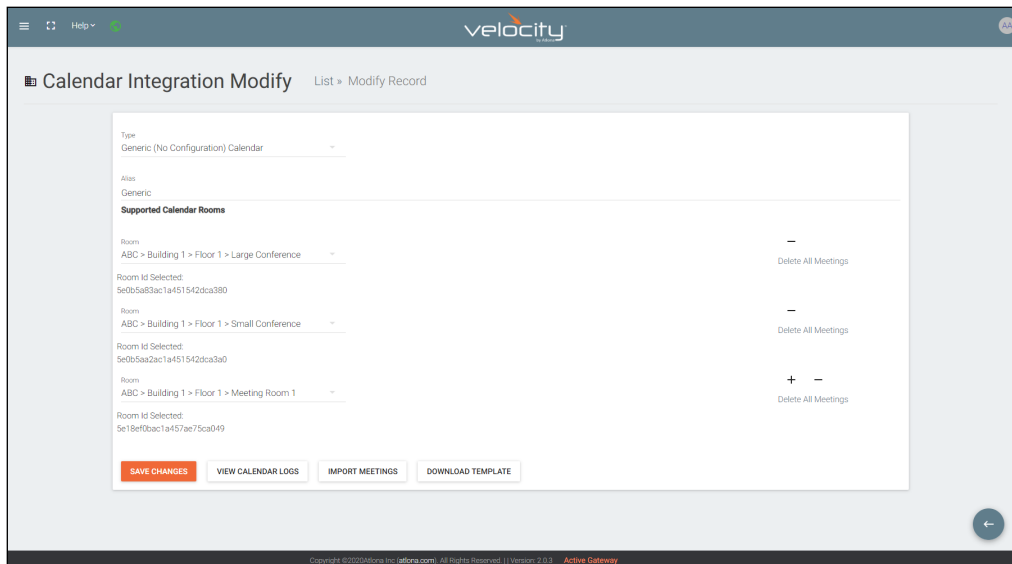 Help
velocity
by Atlona
AA
Calendar Integration Modify List » Modify Record
Type
Generic (No Configuration) Calendar
Alias
Generic
Supported Calendar Rooms
Room
ABC > Building 1 > Floor 1 > Large Conference
Delete All Meetings
Room Id Selected:
5e0b5a83ac1a451542dca380
Room
ABC > Building 1 > Floor 1 > Small Conference
Delete All Meetings
Room Id Selected:
5e0b5aa2ac1a451542dca3a0
Room
ABC > Building 1 > Floor 1 > Meeting Room 1
Delete All Meetings
Room Id Selected:
5e18ef0bac1a457ae75ca049
SAVE CHANGES VIEW CALENDAR LOGS IMPORT MEETINGS DOWNLOAD TEMPLATE
Copyright ©2020Atlona Inc (atlona.com). All Rights Reserved. | | Version: 2.0.3 Active Gateway